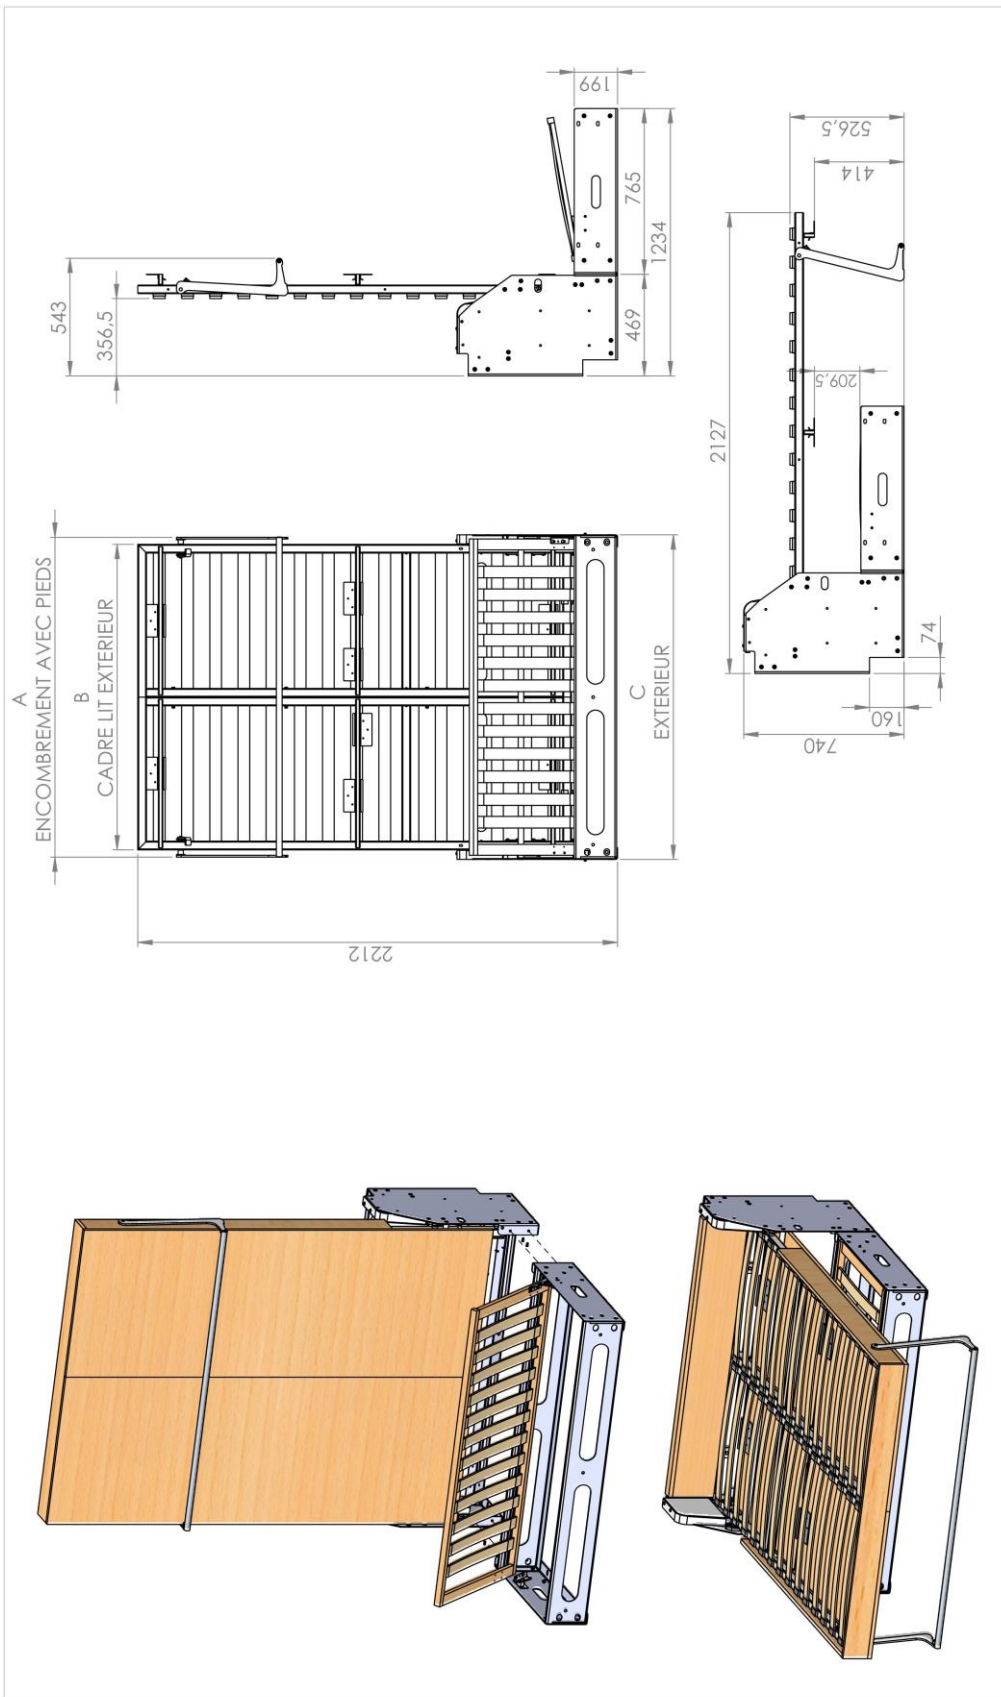 199
765
1234
469
543
356,5
526,5
414
209,5
2127
74
160
740
A
ENCOMBREMENT AVEC PIEDS
B
CADRE LIT EXTERIEUR
C
EXTERIEUR
2212